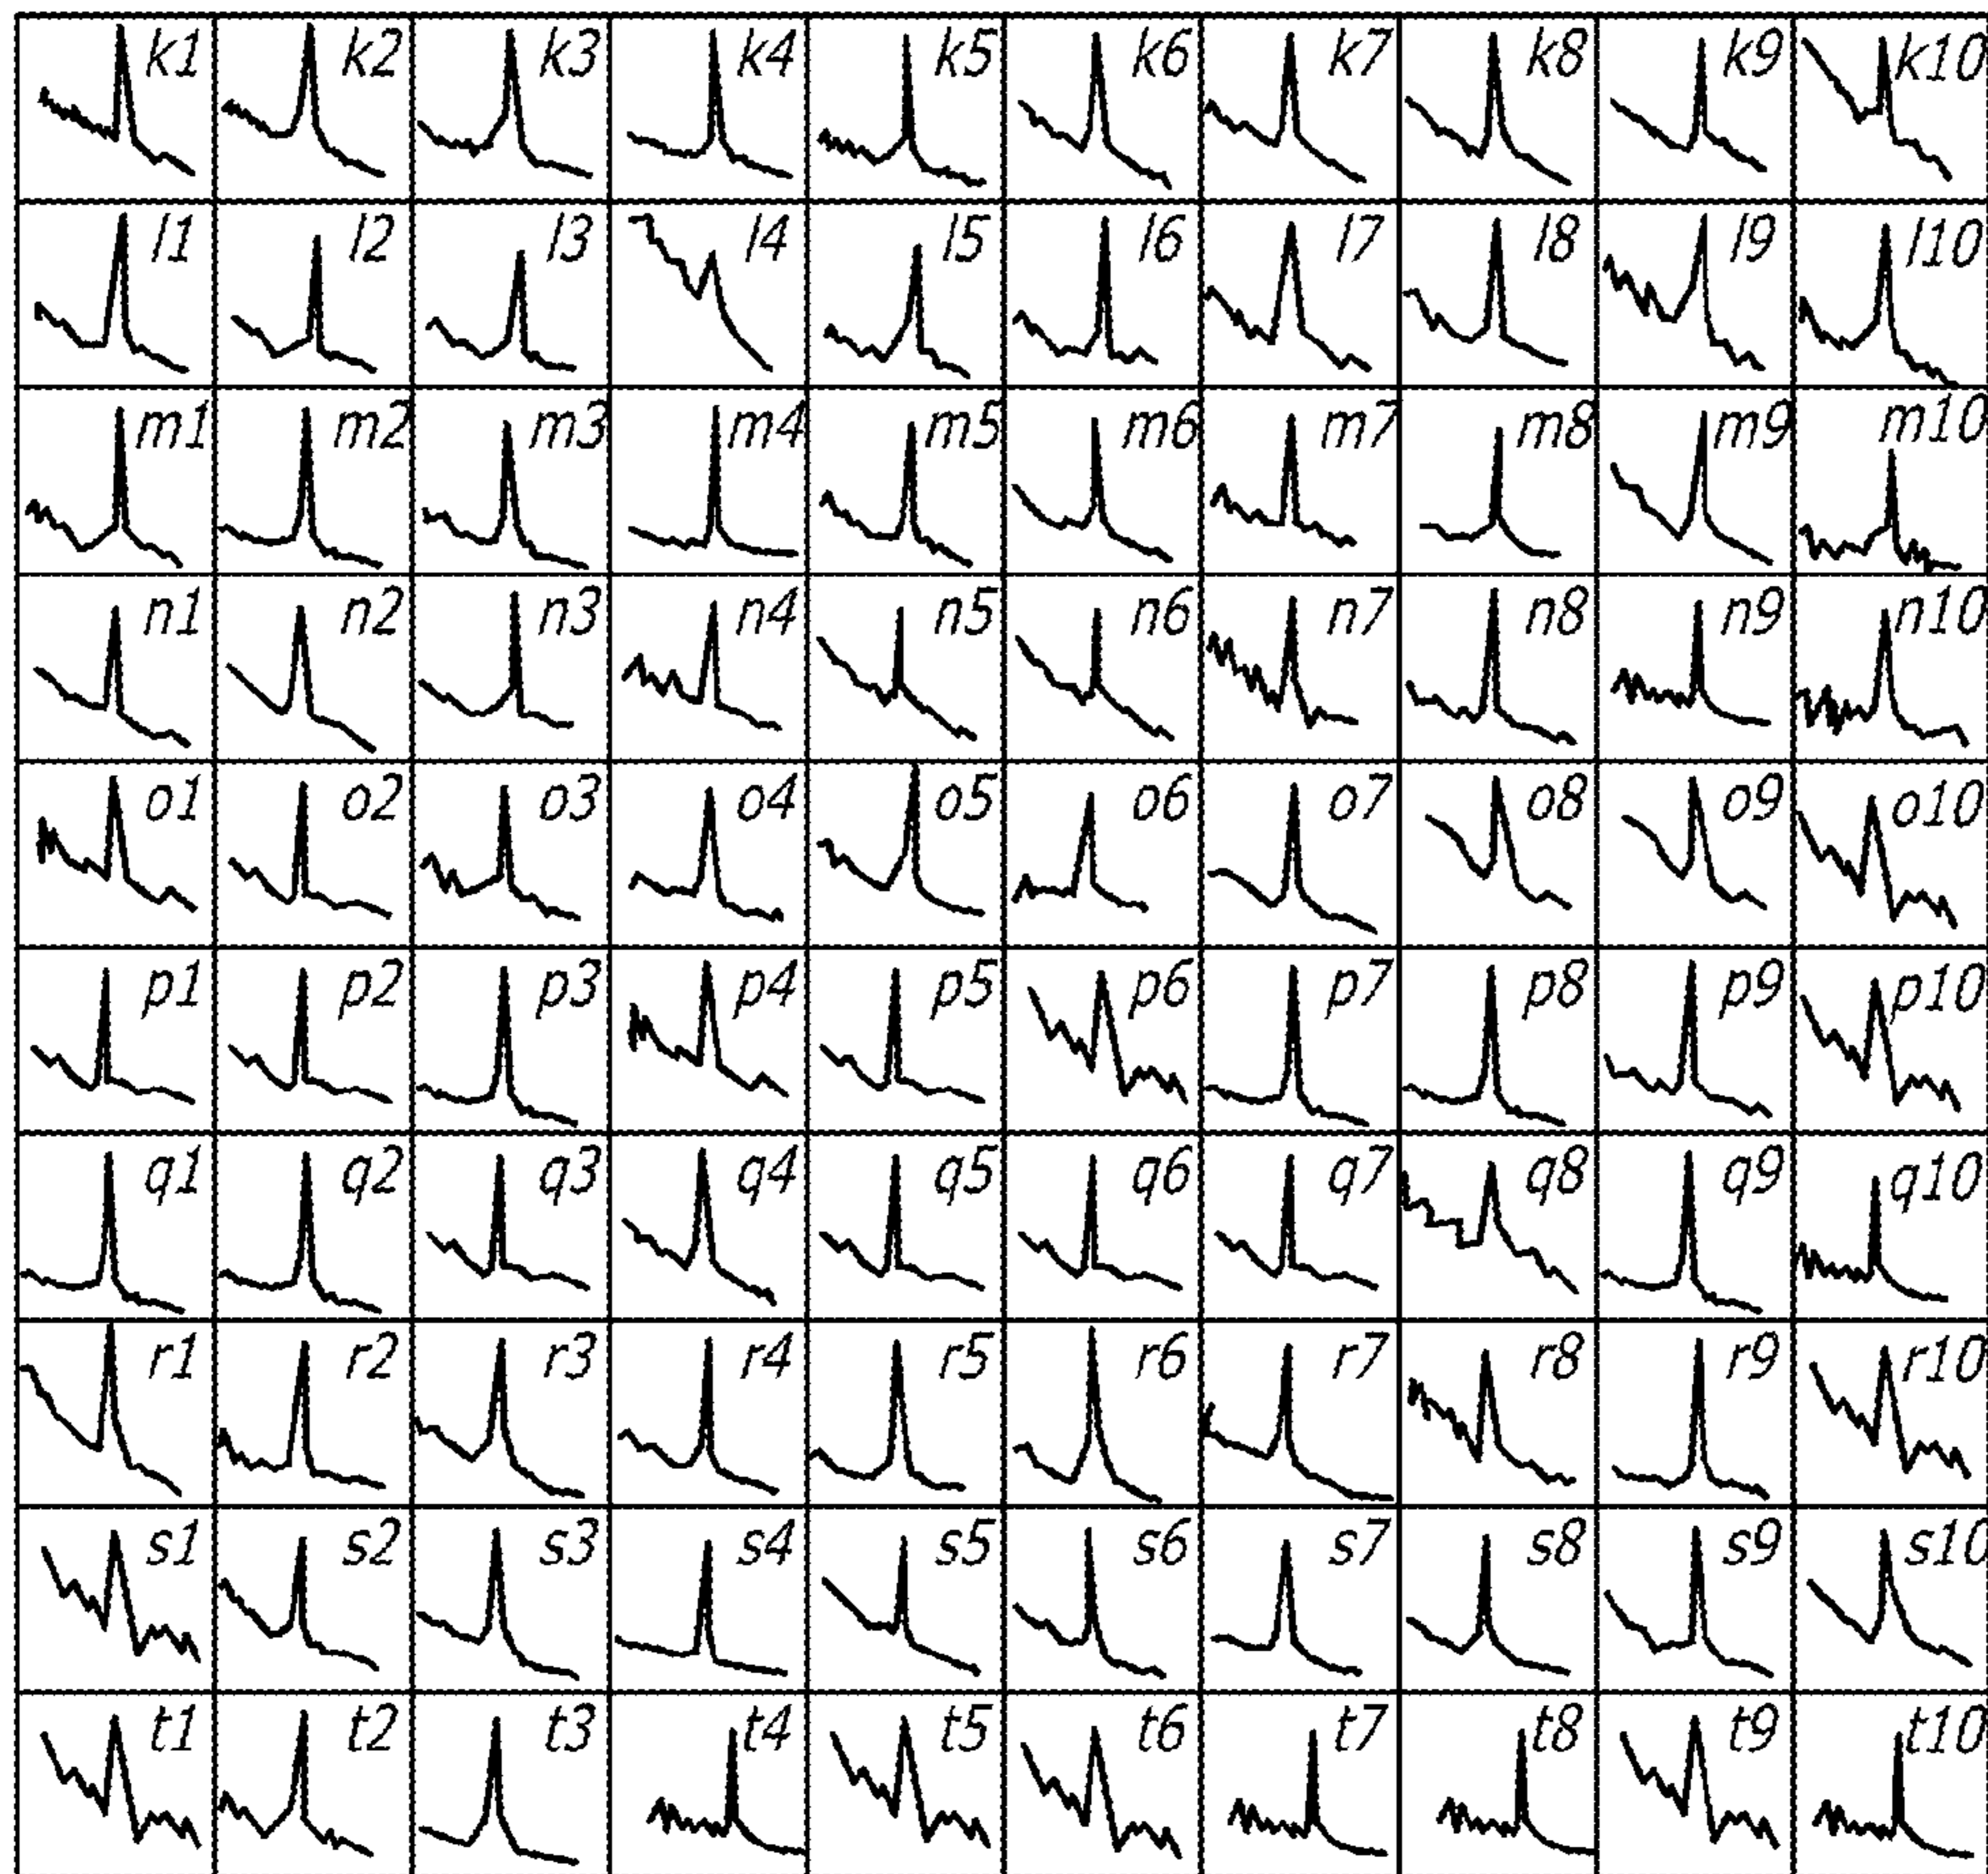 k1 k2 k3 k4 k5 k6 k7 k8 k9 k10
l1 l2 l3 l4 l5 l6 l7 l8 l9 l10
m1 m2 m3 m4 m5 m6 m7 m8 m9 m10
n1 n2 n3 n4 n5 n6 n7 n8 n9 n10
o1 o2 o3 o4 o5 o6 o7 o8 o9 o10
p1 p2 p3 p4 p5 p6 p7 p8 p9 p10
q1 q2 q3 q4 q5 q6 q7 q8 q9 q10
r1 r2 r3 r4 r5 r6 r7 r8 r9 r10
s1 s2 s3 s4 s5 s6 s7 s8 s9 s10
t1 t2 t3 t4 t5 t6 t7 t8 t9 t10